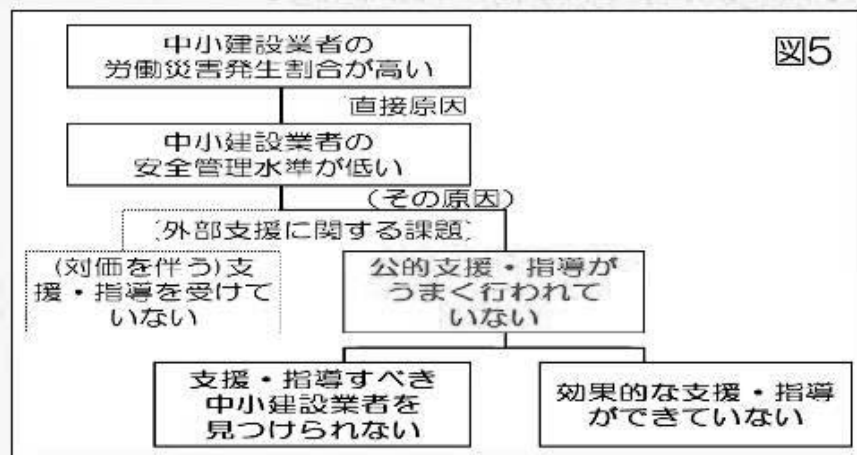 図5
中小建設業者の
労働災害発生割合が高い
直接原因
中小建設業者の
安全管理水準が低い
(その原因)
[外部支援に関する課題]
(対価を伴う)支
援・指導を受けて
いない
公的支援・指導が
うまく行われて
いない
支援・指導すべき
中小建設業者を
見つけられない
効果的な支援・指導
ができていない